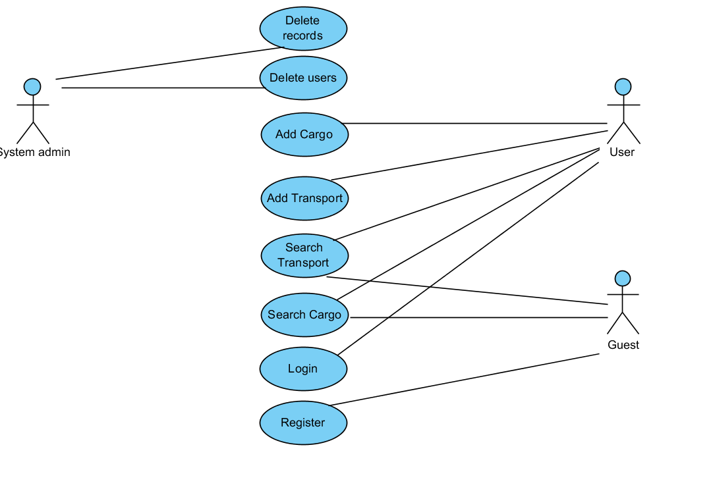 Delete
records
Delete users
Add Cargo
System admin
User
Add Transport
Search
Transport
Search Cargo
Guest
Login
Register